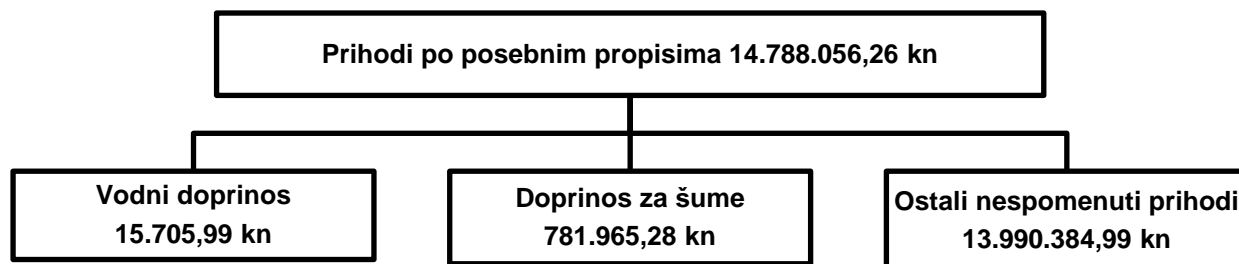 Prihodi po posebnim propisima 14.788.056,26 kn
Vodni doprinos
15.705,99 kn
Doprinos za šume
781.965,28 kn
Ostali nespomenuti prihodi
13.990.384,99 kn